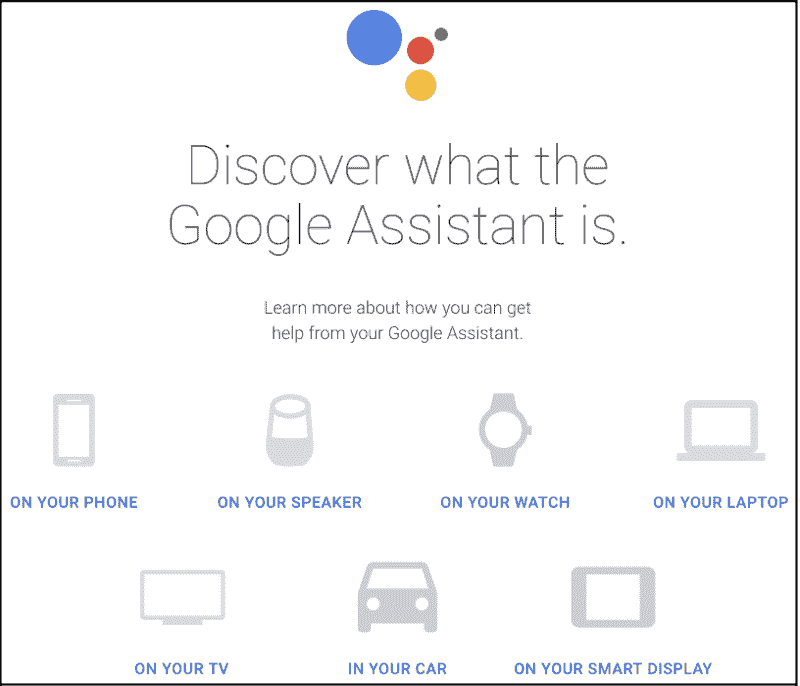 Discover what the
Google Assistant is.
Learn more about how you can get
help from your Google Assistant.
ON YOUR PHONE
ON YOUR SPEAKER
ON YOUR WATCH
ON YOUR LAPTOP
ON YOUR TV
IN YOUR CAR
ON YOUR SMART DISPLAY